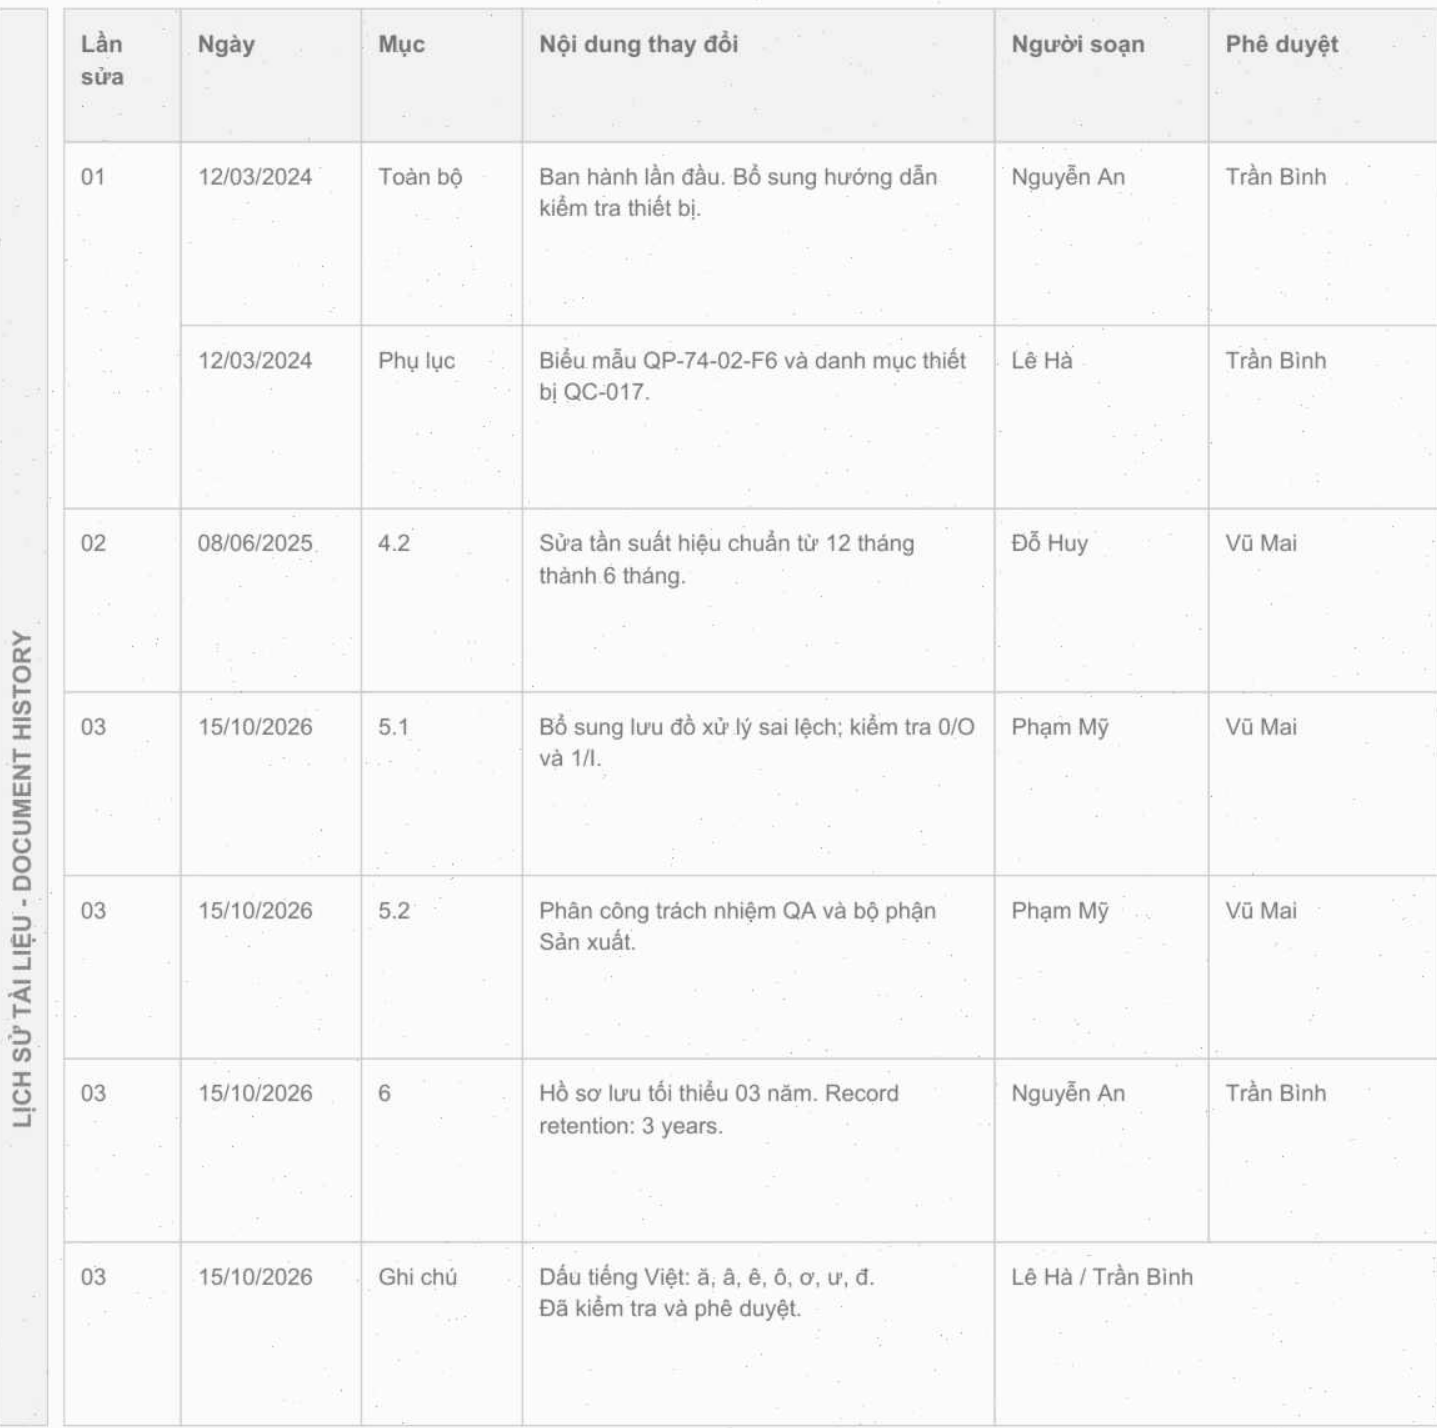 LỊCH SỬ TÀI LIỆU - DOCUMENT HISTORY
Lần sửa Ngày Mục Nội dung thay đổi Người soạn Phê duyệt
01 12/03/2024 Toàn bộ Ban hành lần đầu. Bổ sung hướng dẫn Nguyễn An Trần Bình
kiểm tra thiết bị.
12/03/2024 Phụ lục Biểu mẫu QP-74-02-F6 và danh mục thiết Lê Hà Trần Bình
bị QC-017.
02 08/06/2025 4.2 Sửa tần suất hiệu chuẩn từ 12 tháng Đỗ Huy Vũ Mai
thành 6 tháng.
03 15/10/2026 5.1 Bổ sung lưu đồ xử lý sai lệch; kiểm tra 0/O Phạm Mỹ Vũ Mai
và 1/I.
03 15/10/2026 5.2 Phân công trách nhiệm QA và bộ phận Phạm Mỹ Vũ Mai
Sản xuất.
03 15/10/2026 6 Hồ sơ lưu tối thiểu 03 năm. Record Nguyễn An Trần Bình
retention: 3 years.
03 15/10/2026 Ghi chú Dấu tiếng Việt: ă, â, ê, ô, ơ, ư, đ. Lê Hà / Trần Bình
Đã kiểm tra và phê duyệt.